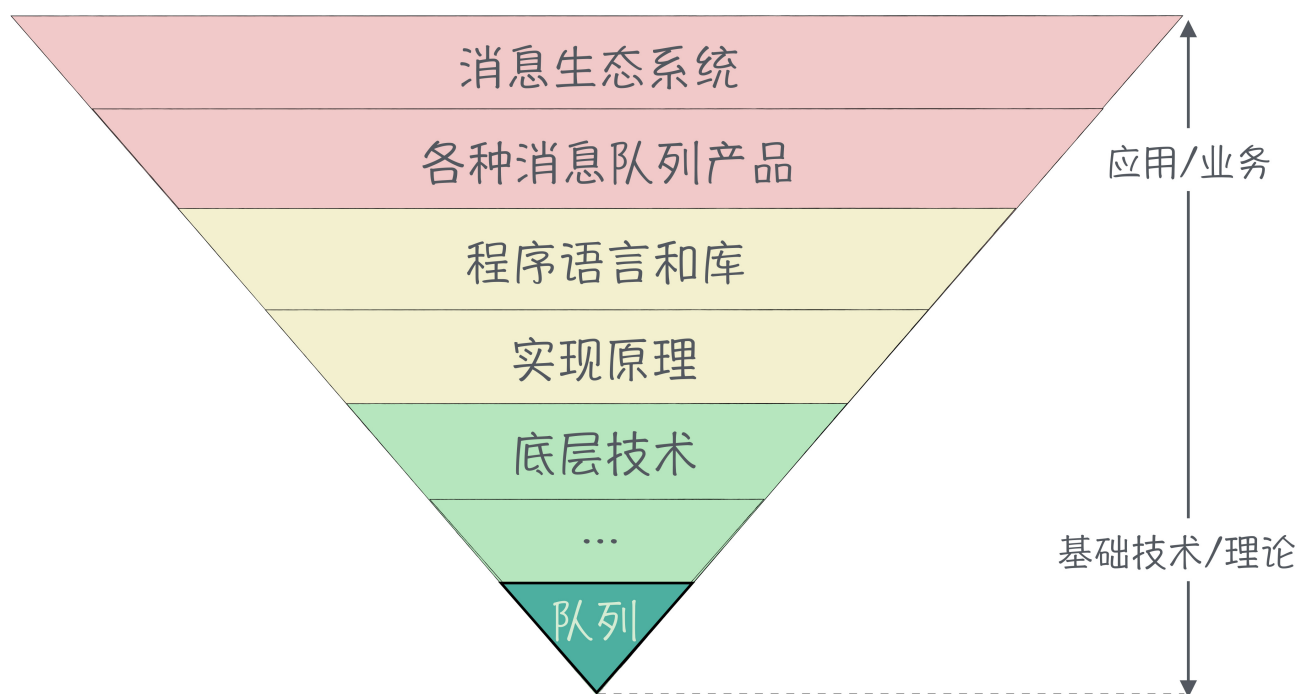 消息生态系统
各种消息队列产品
应用/业务
程序语言和库
实现原理
底层技术
...
基础技术/理论
队列